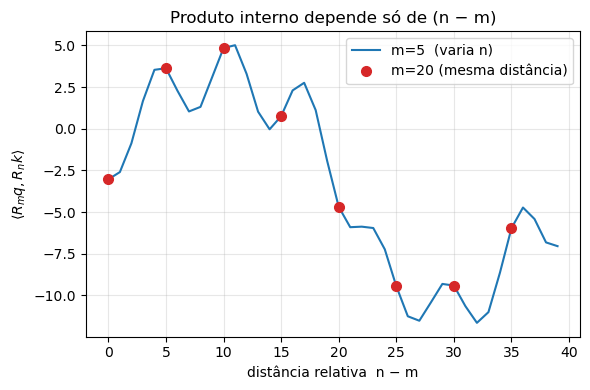 Produto interno depende só de (n − m)
m=5  (varia n)
m=20 (mesma distância)
⟨R_m q, R_n k⟩
5.0
2.5
0.0
−2.5
−5.0
−7.5
−10.0
0 5 10 15 20 25 30 35 40
distância relativa  n − m